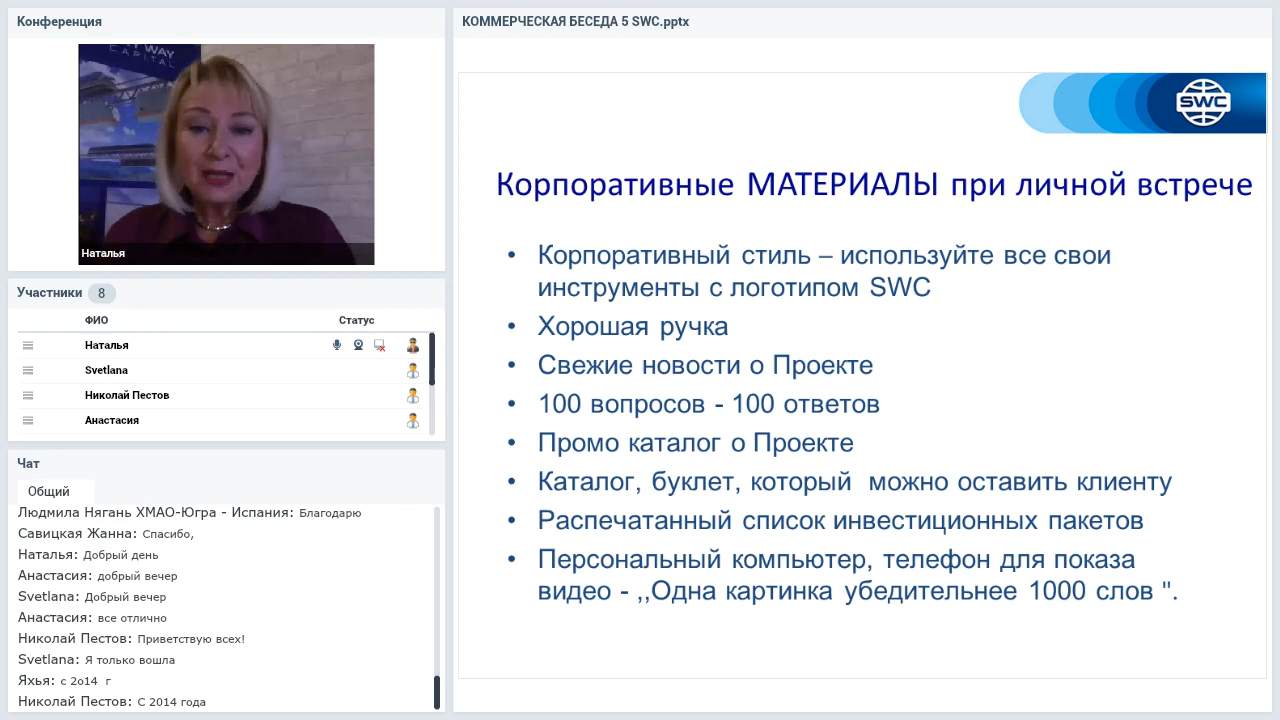 Конференция
WAY
CAPITAL
Наталья
Участники 8
ФИО Статус
Наталья
Svetlana
Николай Пестов
Анастасия
Чат
Общий
Людмила Нягань ХМАО-Югра - Испания: Благодарю
Савицкая Жанна: Спасибо,
Наталья: Добрый день
Анастасия: добрый вечер
Svetlana: Добрый вечер
Анастасия: все отлично
Николай Пестов: Приветствую всех!
Svetlana: Я только вошла
Яхья: с 2о14 г
Николай Пестов: С 2014 года
КОММЕРЧЕСКАЯ БЕСЕДА 5 SWC.pptx
SWC
Корпоративные МАТЕРИАЛЫ при личной встрече
• Корпоративный стиль – используйте все свои
инструменты с логотипом SWC
• Хорошая ручка
• Свежие новости о Проекте
• 100 вопросов - 100 ответов
• Промо каталог о Проекте
• Каталог, буклет, который можно оставить клиенту
• Распечатанный список инвестиционных пакетов
• Персональный компьютер, телефон для показа
видео - ,,Одна картинка убедительнее 1000 слов ".